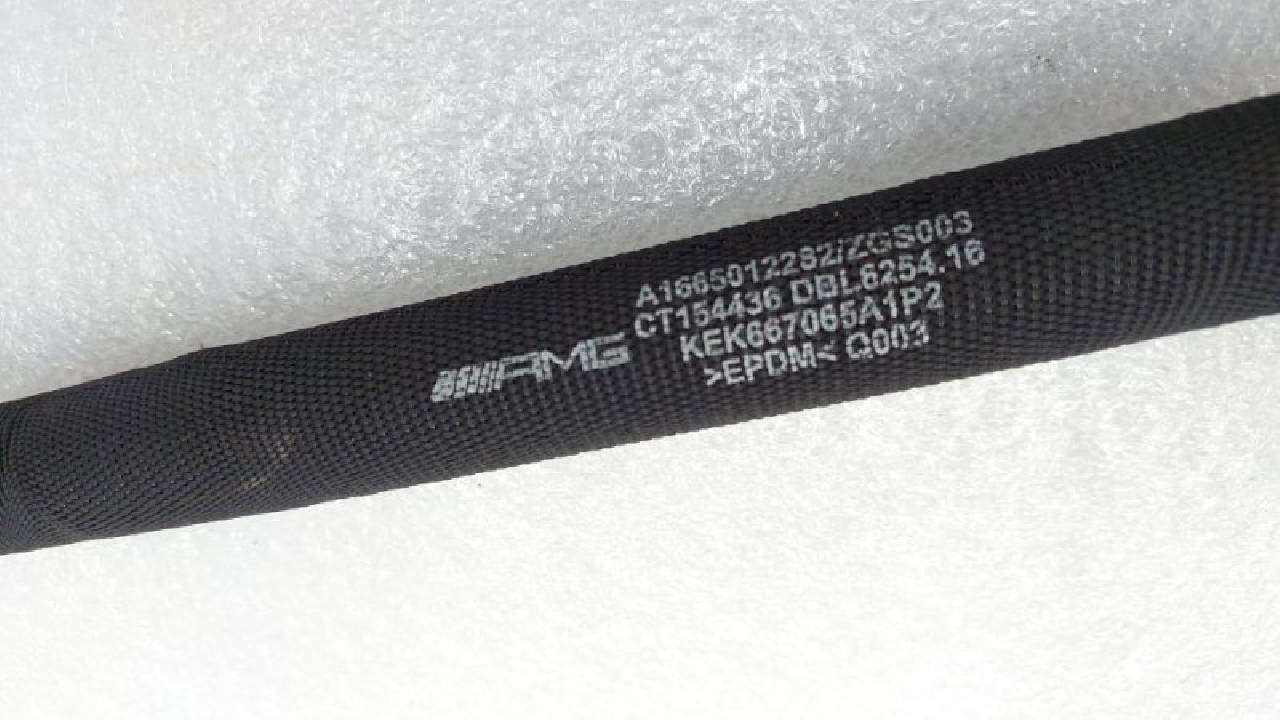 A1665012282/ZGS003
CT154436 DBL6254.16
AMG
KEK667065A1P2
>EPDM< Q003